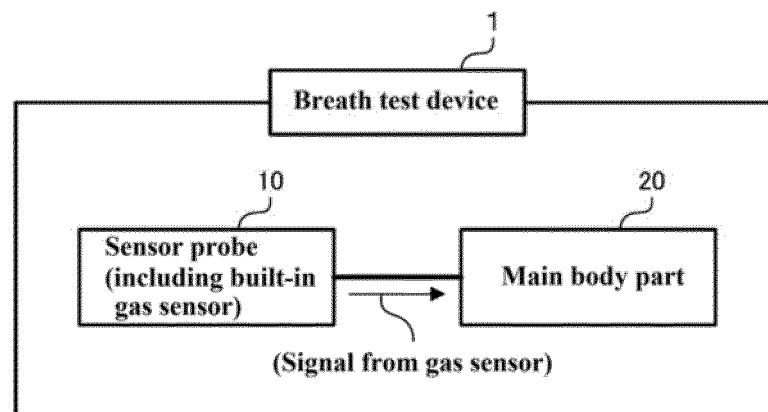 1
Breath test device
10
20
Sensor probe
(including built-in
gas sensor)
Main body part
(Signal from gas sensor)